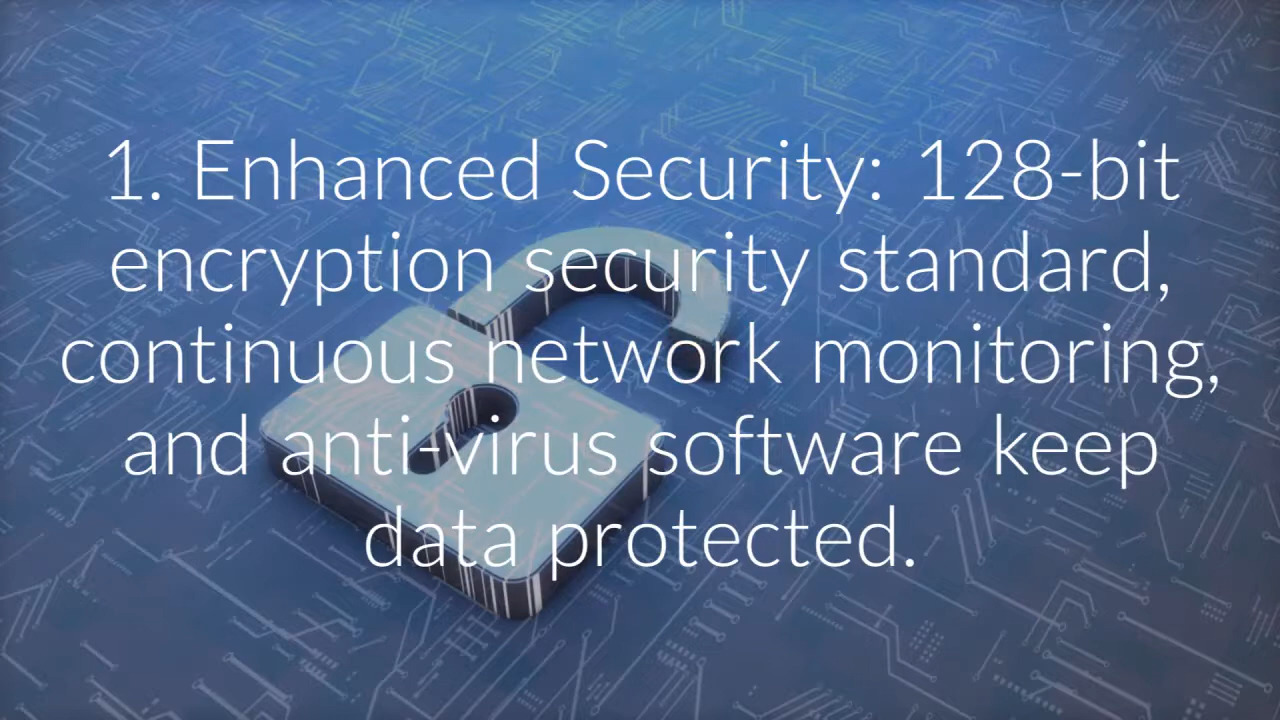 1. Enhanced Security: 128-bit
encryption security standard,
continuous network monitoring,
and anti-virus software keep
data protected.